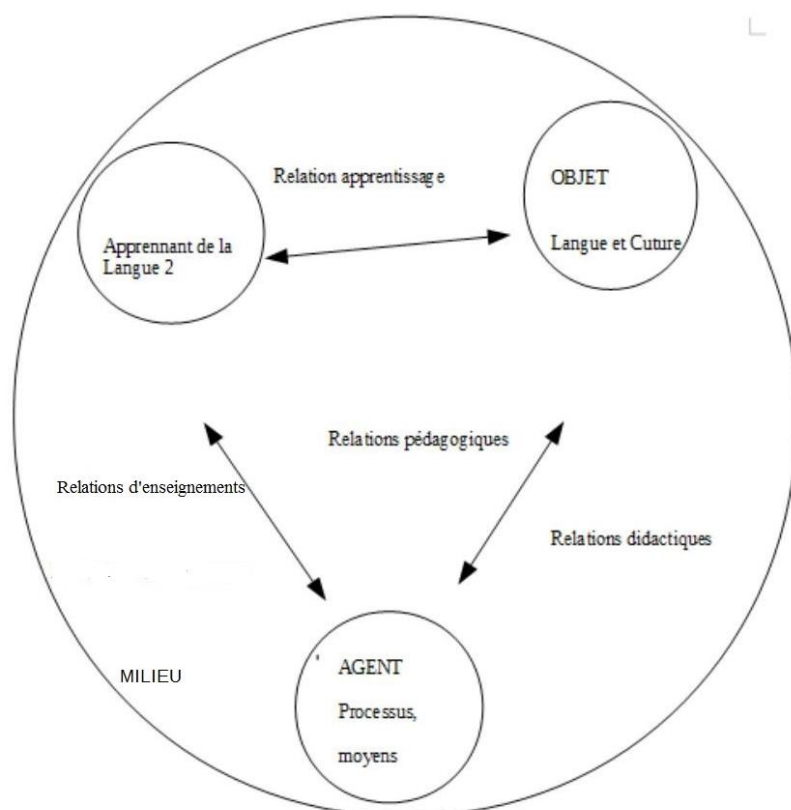 Relation apprentissage
OBJET
Langue et Cuture
Apprennant de la
Langue 2
Relations pédagogiques
Relations d'enseignements
Relations didactiques
MILIEU
AGENT
Processus,
moyens